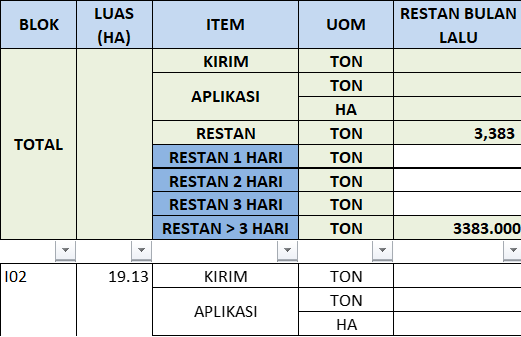 BLOK LUAS (HA) ITEM UOM RESTAN BULAN LALU
TOTAL
KIRIM TON
APLIKASI TON
HA
RESTAN TON 3,383
RESTAN 1 HARI TON
RESTAN 2 HARI TON
RESTAN 3 HARI TON
RESTAN > 3 HARI TON 3383.000
I02 19.13 KIRIM TON
APLIKASI TON
HA